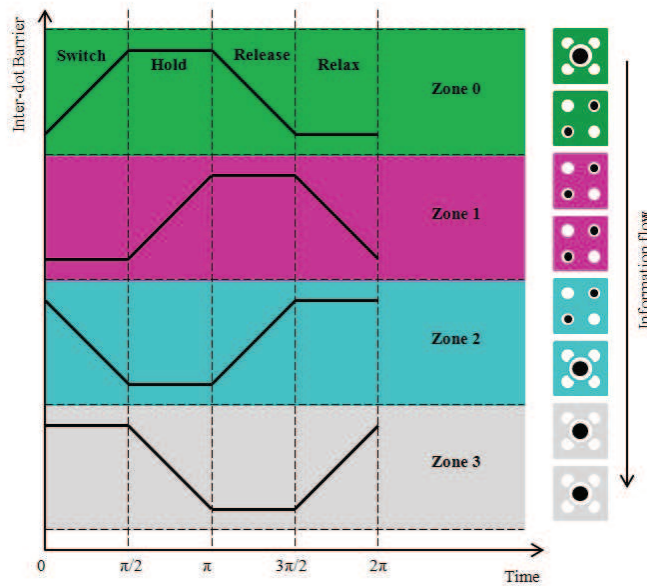 Inter-dot Barrier
Switch
Hold
Release
Relax
Zone 0
Zone 1
Zone 2
Zone 3
Information flow
0
π/2
π
3π/2
2π
Time